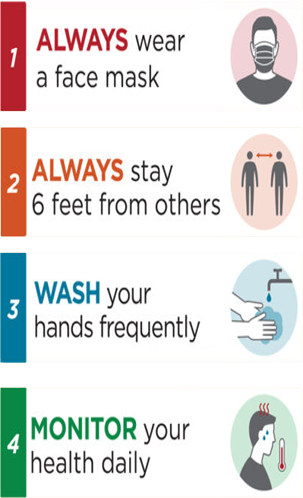 1
ALWAYS wear
a face mask
2
ALWAYS stay
6 feet from others
3
WASH your
hands frequently
4
MONITOR your
health daily